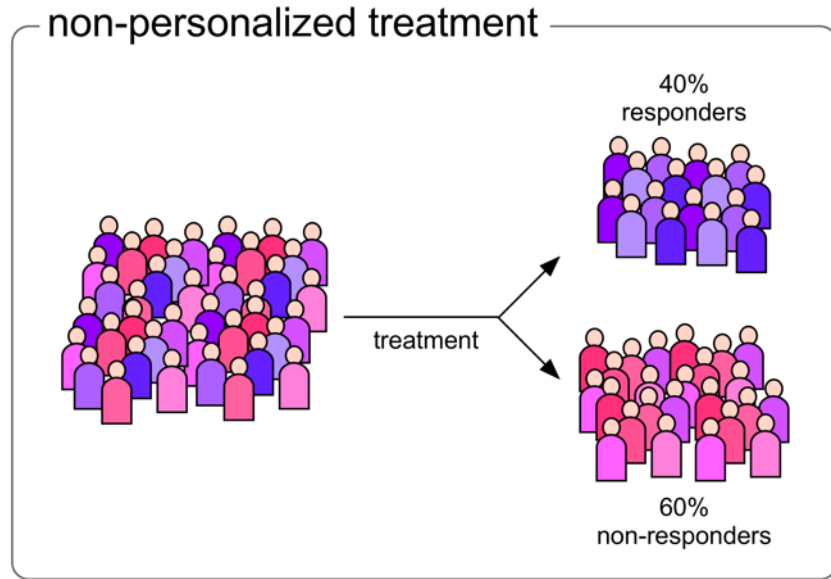 non-personalized treatment
40%
responders
treatment
60%
non-responders